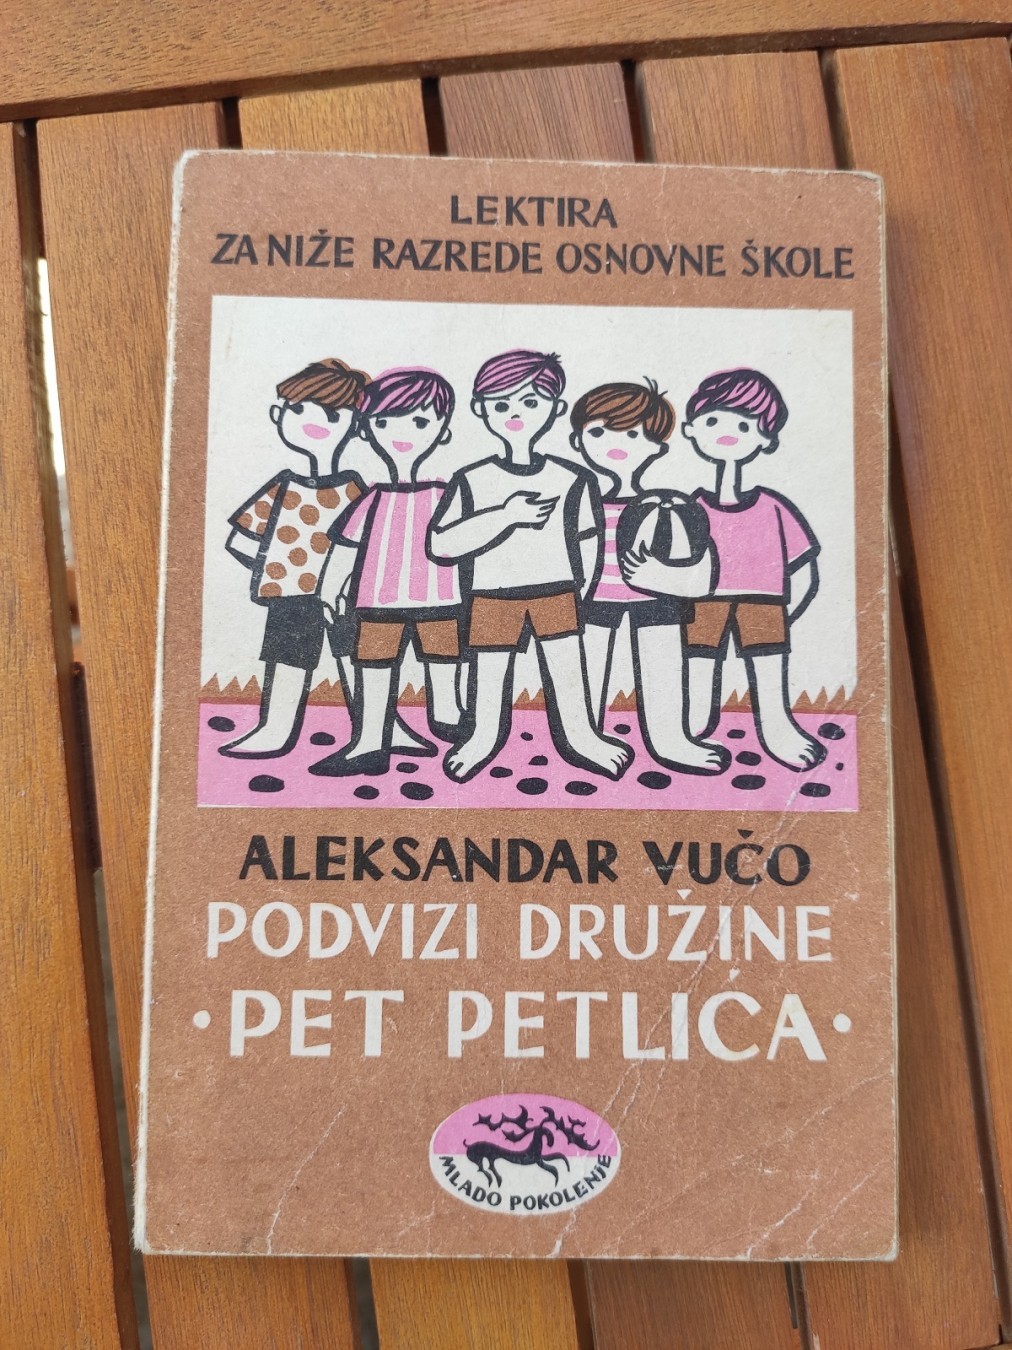 LEKTIRA
ZA NIŽE RAZREDE OSNOVNE ŠKOLE
ALEKSANDAR VUČO
PODVIZI DRUŽINE
• PET PETLIĆA •
MLADO POKOLENJE